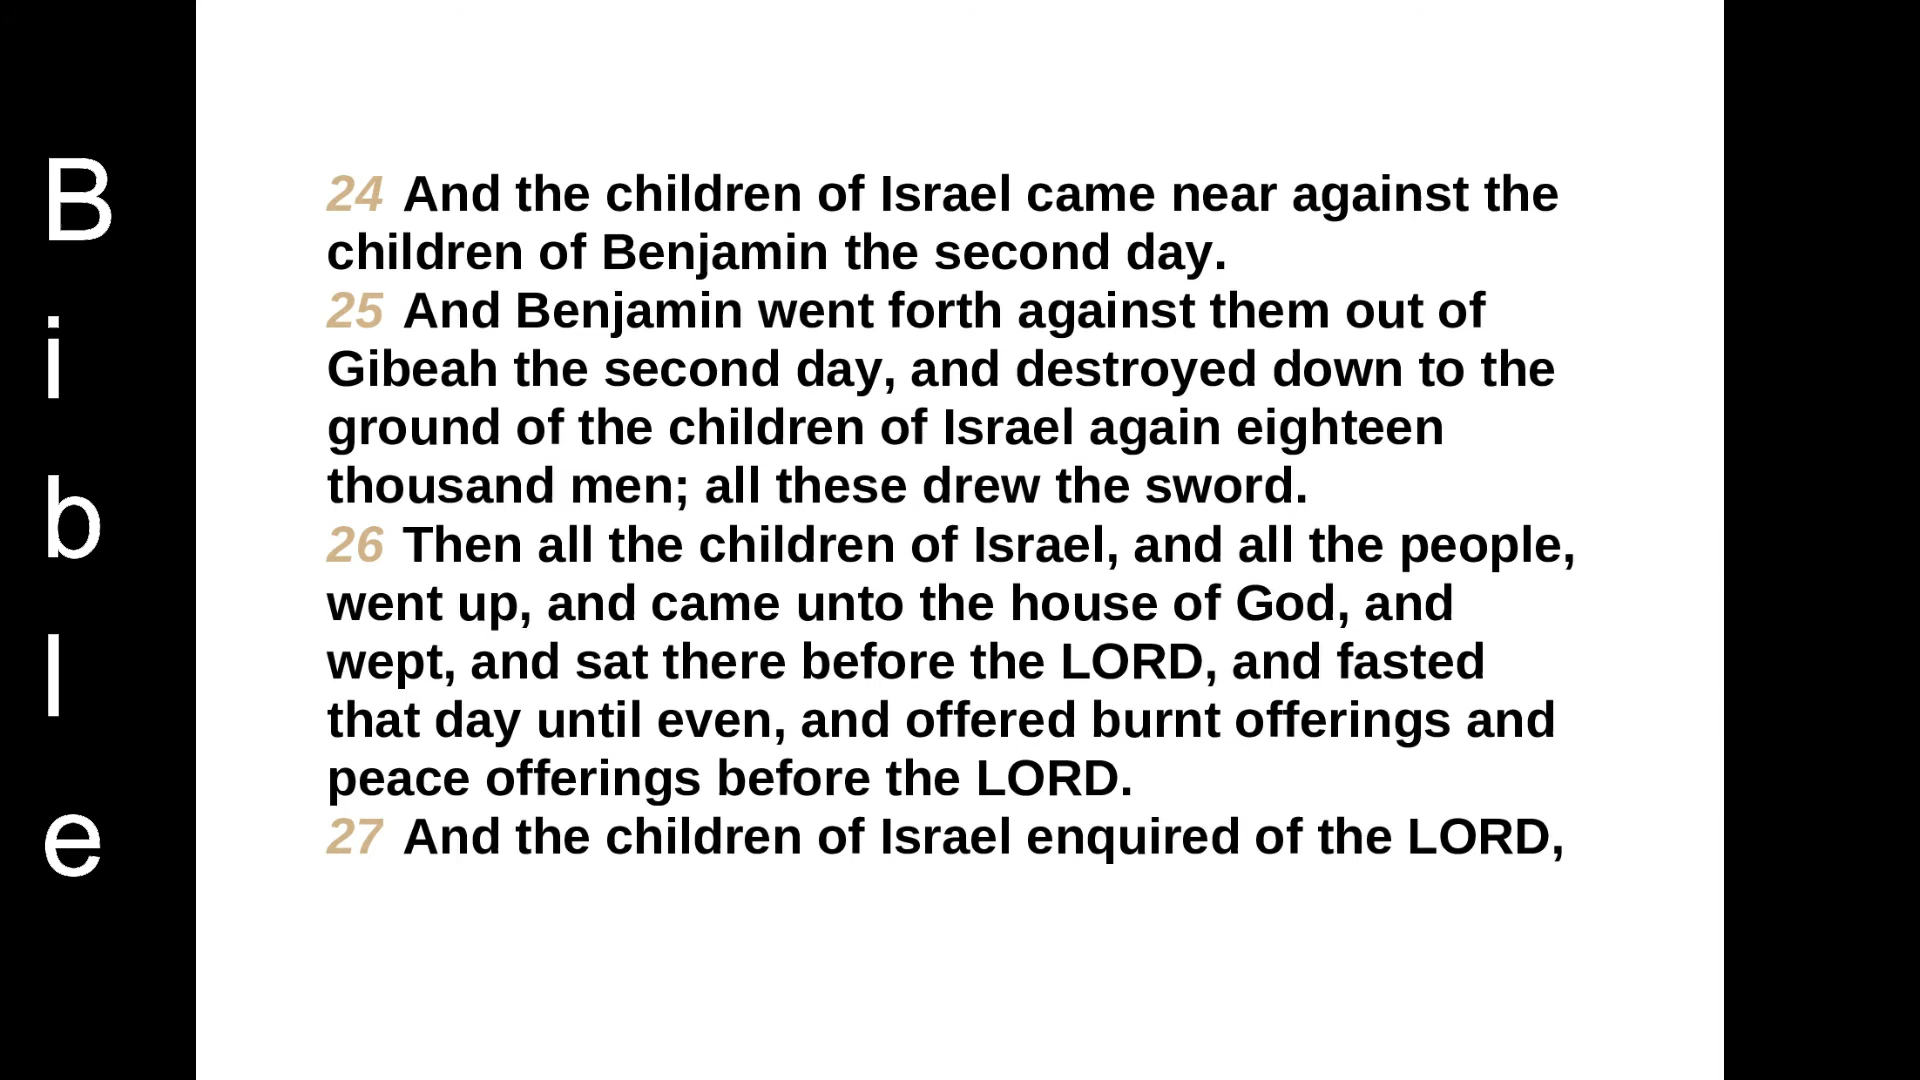 Bible
24 And the children of Israel came near against the
children of Benjamin the second day.
25 And Benjamin went forth against them out of
Gibeah the second day, and destroyed down to the
ground of the children of Israel again eighteen
thousand men; all these drew the sword.
26 Then all the children of Israel, and all the people,
went up, and came unto the house of God, and
wept, and sat there before the LORD, and fasted
that day until even, and offered burnt offerings and
peace offerings before the LORD.
27 And the children of Israel enquired of the LORD,